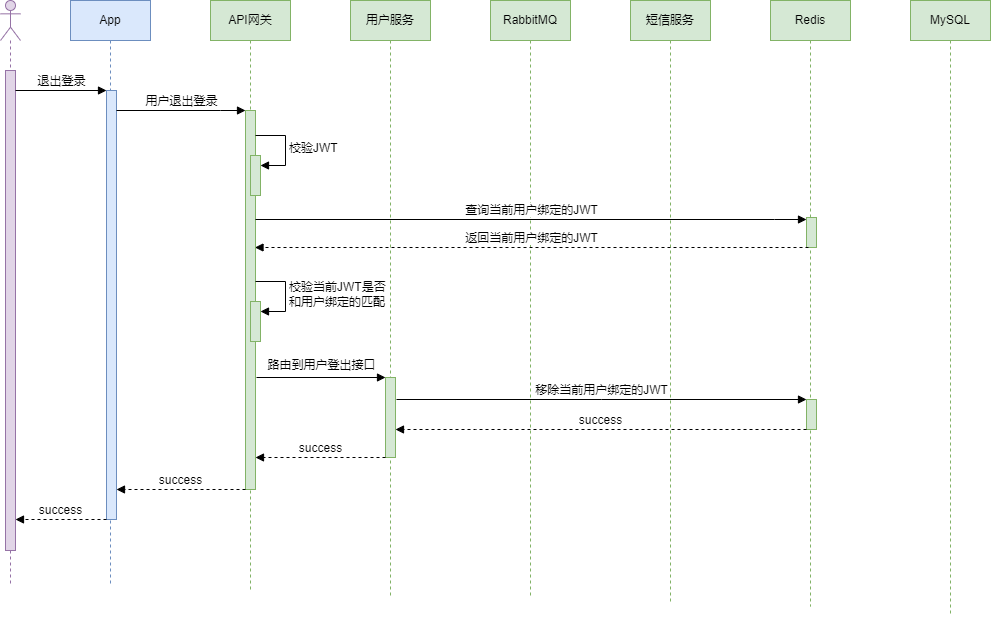 App
API网关
用户服务
RabbitMQ
短信服务
Redis
MySQL
退出登录
用户退出登录
校验JWT
查询当前用户绑定的JWT
返回当前用户绑定的JWT
校验当前JWT是否
和用户绑定的匹配
路由到用户登出接口
移除当前用户绑定的JWT
success
success
success
success